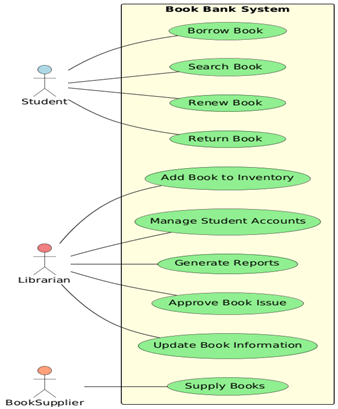 Book Bank System
Borrow Book
Search Book
Student
Renew Book
Return Book
Add Book to Inventory
Manage Student Accounts
Generate Reports
Librarian
Approve Book Issue
Update Book Information
Supply Books
BookSupplier